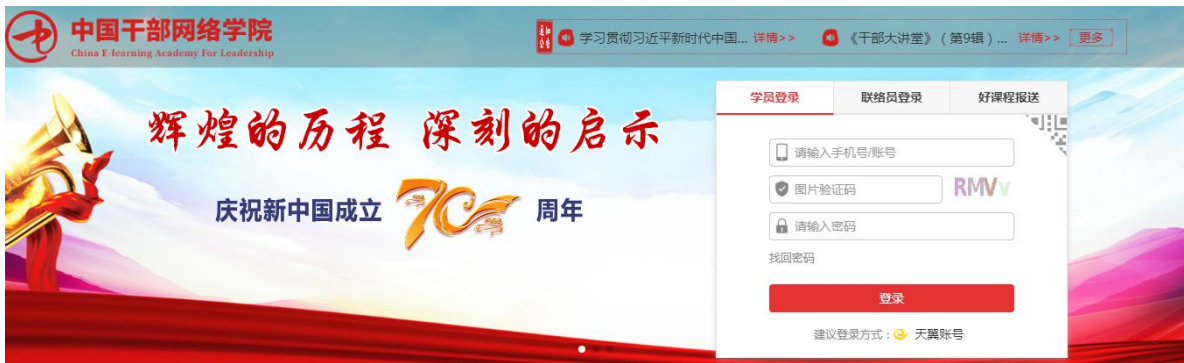 中国干部网络学院
China E-learning Academy For Leadership
通知公告
学习贯彻习近平新时代中国... 详情>>
《干部大讲堂》（第9辑）... 详情>>
更多
辉煌的历程 深刻的启示
庆祝新中国成立 70 周年
学员登录 联络员登录 好课程报送
请输入手机号/账号
图片验证码 RMVv
请输入密码
找回密码
登录
建议登录方式： 天翼账号